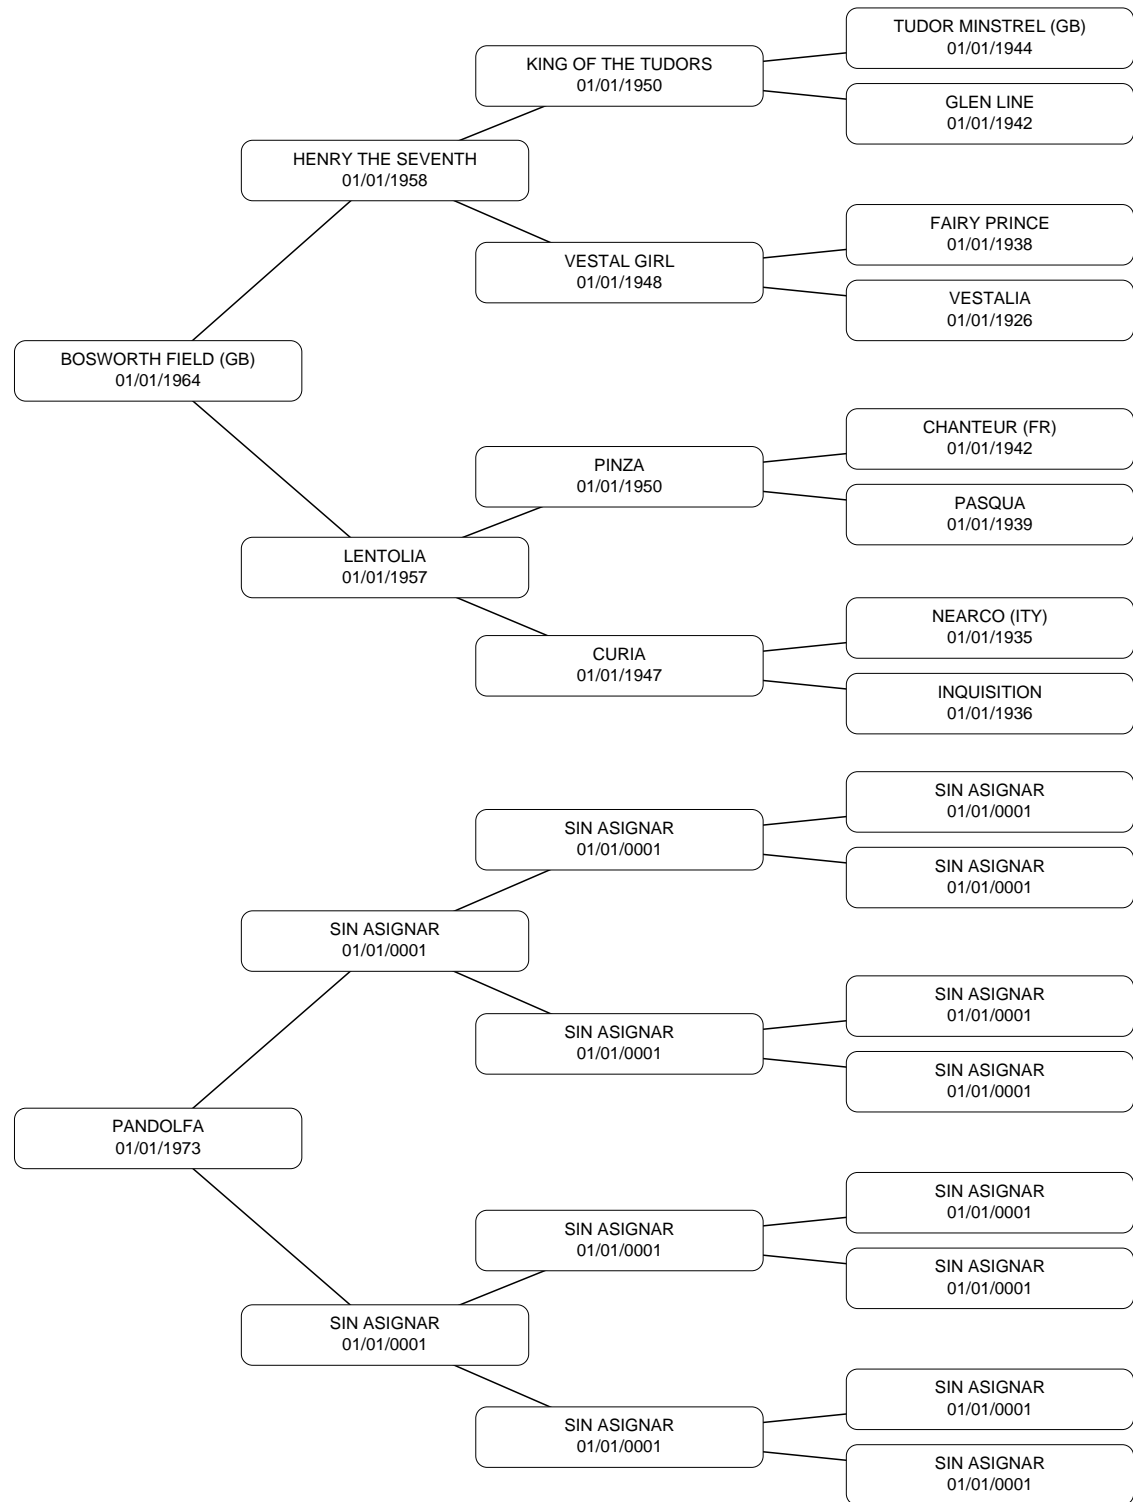 TUDOR MINSTREL (GB)
01/01/1944
KING OF THE TUDORS
01/01/1950
GLEN LINE
01/01/1942
HENRY THE SEVENTH
01/01/1958
FAIRY PRINCE
01/01/1938
VESTAL GIRL
01/01/1948
VESTALIA
01/01/1926
BOSWORTH FIELD (GB)
01/01/1964
CHANTEUR (FR)
01/01/1942
PINZA
01/01/1950
PASQUA
01/01/1939
LENTOLIA
01/01/1957
NEARCO (ITY)
01/01/1935
CURIA
01/01/1947
INQUISITION
01/01/1936
SIN ASIGNAR
01/01/0001
SIN ASIGNAR
01/01/0001
SIN ASIGNAR
01/01/0001
SIN ASIGNAR
01/01/0001
SIN ASIGNAR
01/01/0001
SIN ASIGNAR
01/01/0001
SIN ASIGNAR
01/01/0001
PANDOLFA
01/01/1973
SIN ASIGNAR
01/01/0001
SIN ASIGNAR
01/01/0001
SIN ASIGNAR
01/01/0001
SIN ASIGNAR
01/01/0001
SIN ASIGNAR
01/01/0001
SIN ASIGNAR
01/01/0001
SIN ASIGNAR
01/01/0001